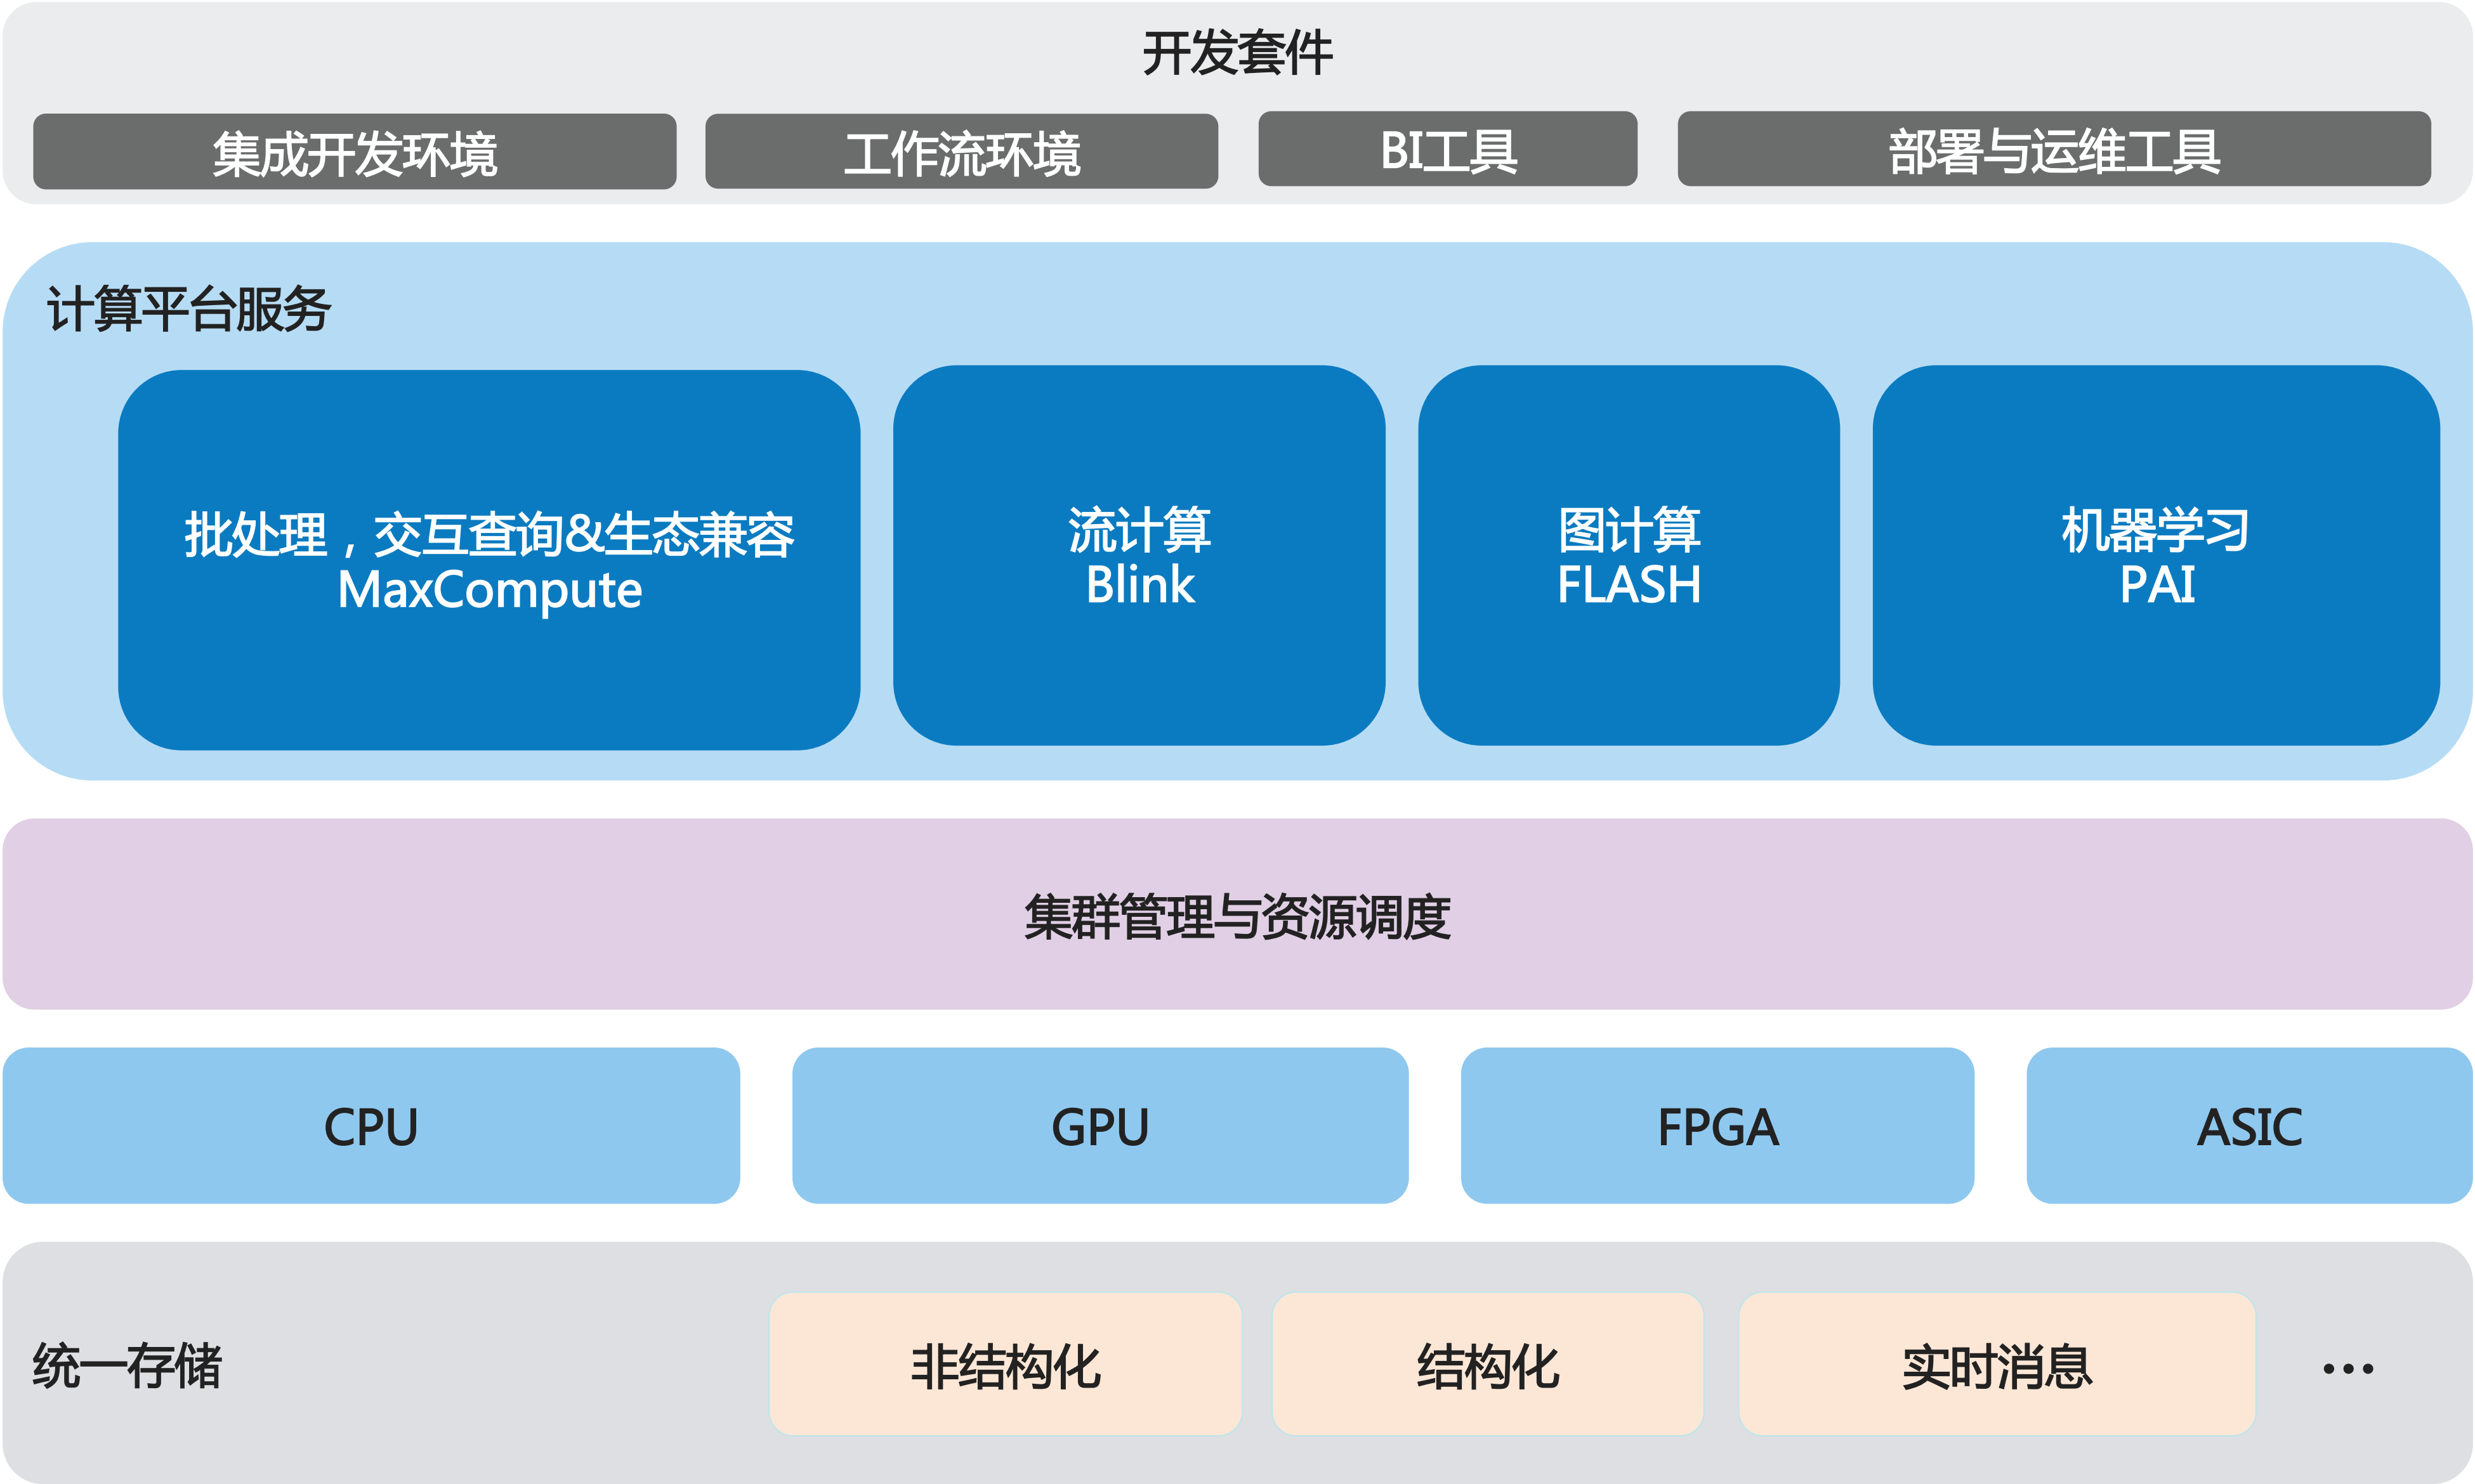 开发套件
集成开发环境
工作流环境
BI工具
部署与运维工具
计算平台服务
批处理，交互查询&生态兼容
MaxCompute
流计算
Blink
图计算
FLASH
机器学习
PAI
集群管理与资源调度
CPU
GPU
FPGA
ASIC
统一存储
非结构化
结构化
实时消息
…